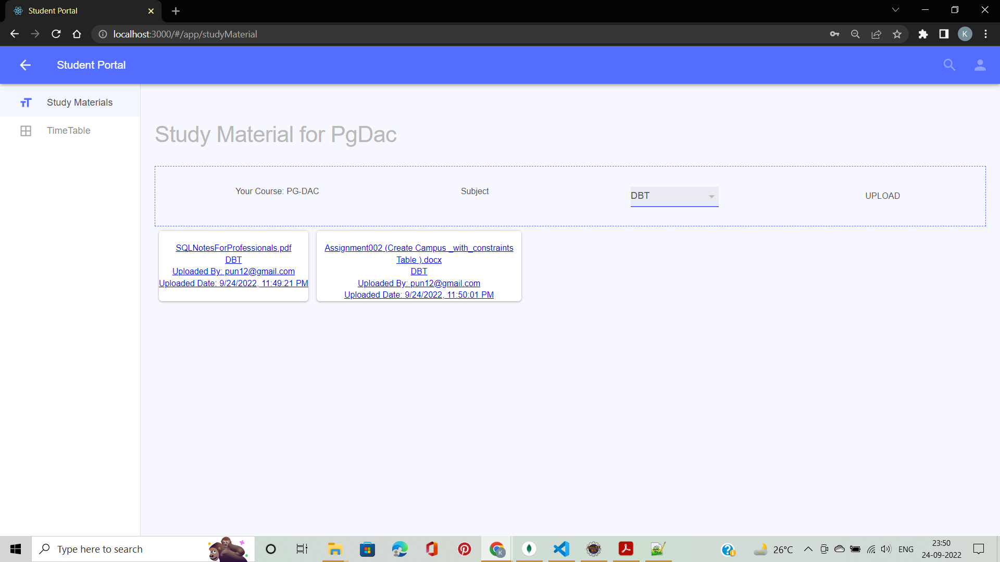 Student Portal
localhost:3000/#/app/studyMaterial
K
Student Portal
Study Materials
TimeTable
Study Material for PgDac
Your Course: PG-DAC
Subject
DBT
UPLOAD
SQLNotesForProfessionals.pdf
DBT
Uploaded By: pun12@gmail.com
Uploaded Date: 9/24/2022, 11:49:21 PM
Assignment002 (Create Campus _with_constraints
Table ).docx
DBT
Uploaded By: pun12@gmail.com
Uploaded Date: 9/24/2022, 11:50:01 PM
Type here to search
K
26°C
ENG
23:50
24-09-2022